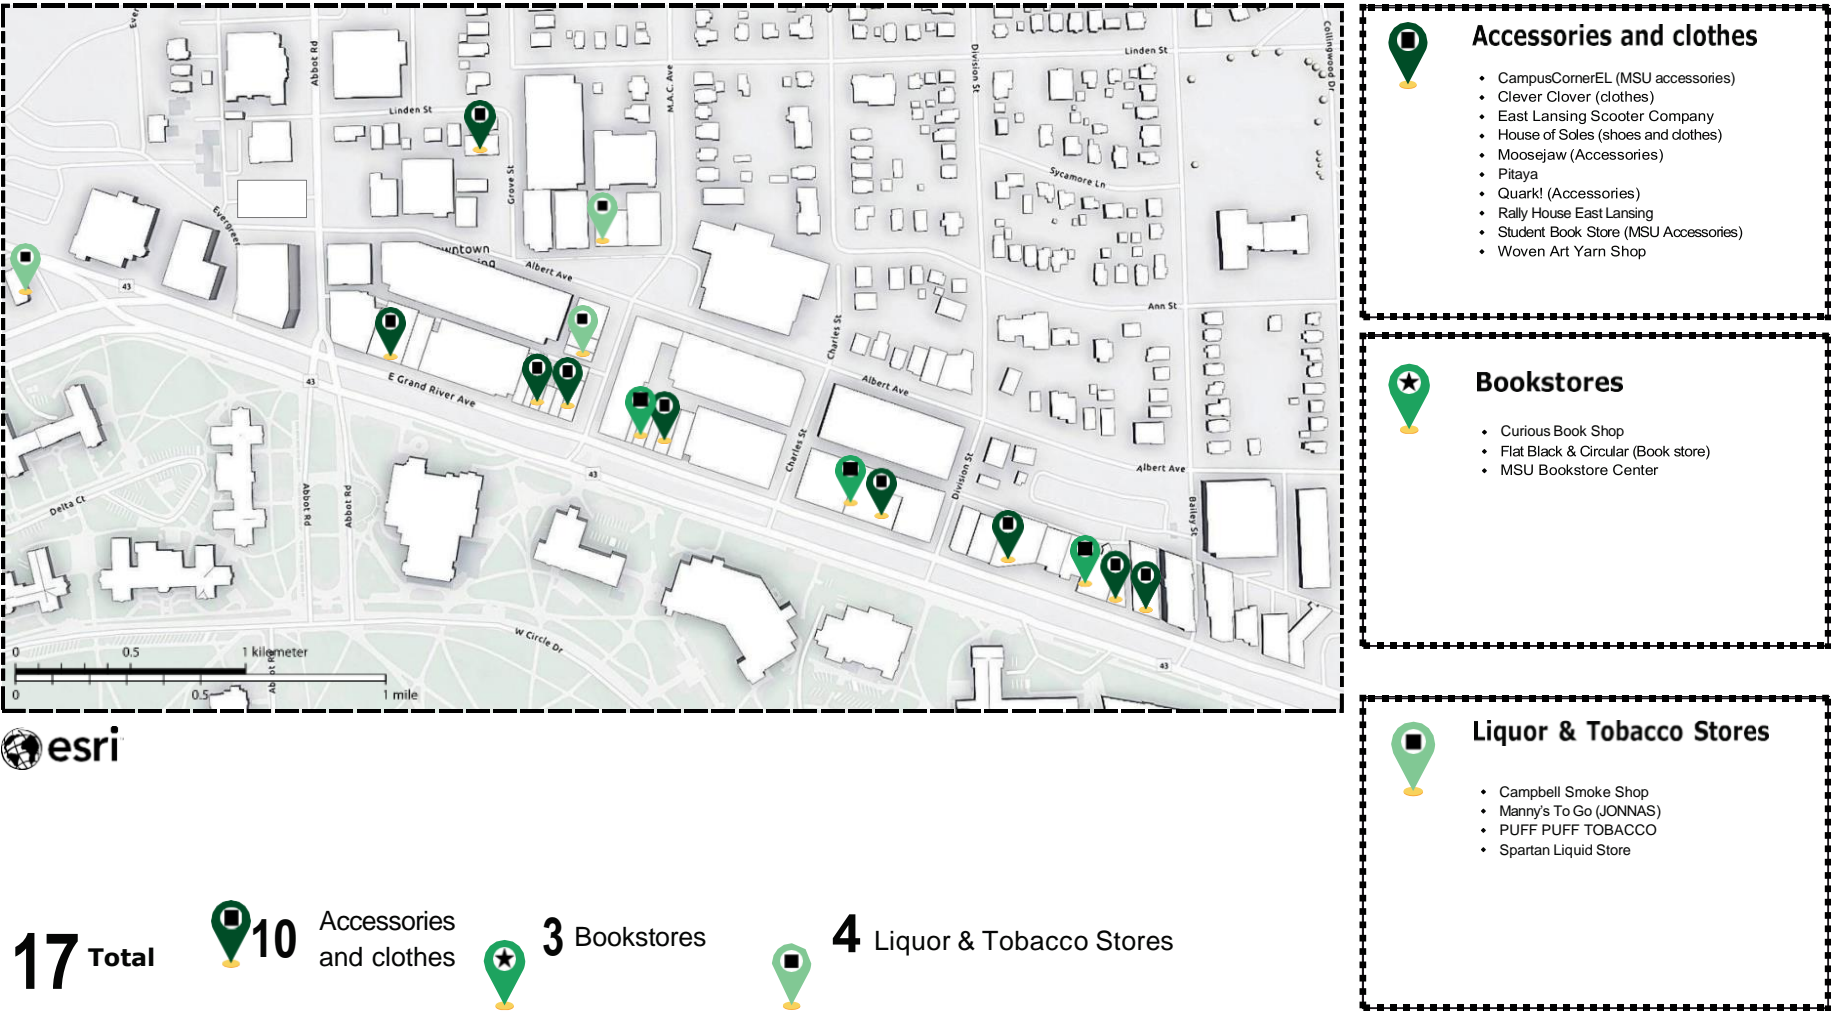 Linden St
Abbot Rd
M.A.C. Ave
Division St
Collingwood Dr
Linden St
Grove St
Sycamore Ln
Evergreen
wntown
Albert Ave
43
Ann St
Charles St
E Grand River Ave
43
Albert Ave
Charles St
43
Division St
Albert Ave
Bailey St
Delta Ct
Abbot Rd
Abbot Rd
W Circle Dr
43
0 0.5 1 kilometer
0 0.5 1 mile
esri
Accessories and clothes
CampusCornerEL (MSU accessories)
Clever Clover (clothes)
East Lansing Scooter Company
House of Soles (shoes and clothes)
Moosejaw (Accessories)
Pitaya
Quark! (Accessories)
Rally House East Lansing
Student Book Store (MSU Accessories)
Woven Art Yarn Shop
Bookstores
Curious Book Shop
Flat Black & Circular (Book store)
MSU Bookstore Center
Liquor & Tobacco Stores
Campbell Smoke Shop
Manny's To Go (JONNAS)
PUFF PUFF TOBACCO
Spartan Liquid Store
17 Total
10 Accessories
and clothes
3 Bookstores
4 Liquor & Tobacco Stores